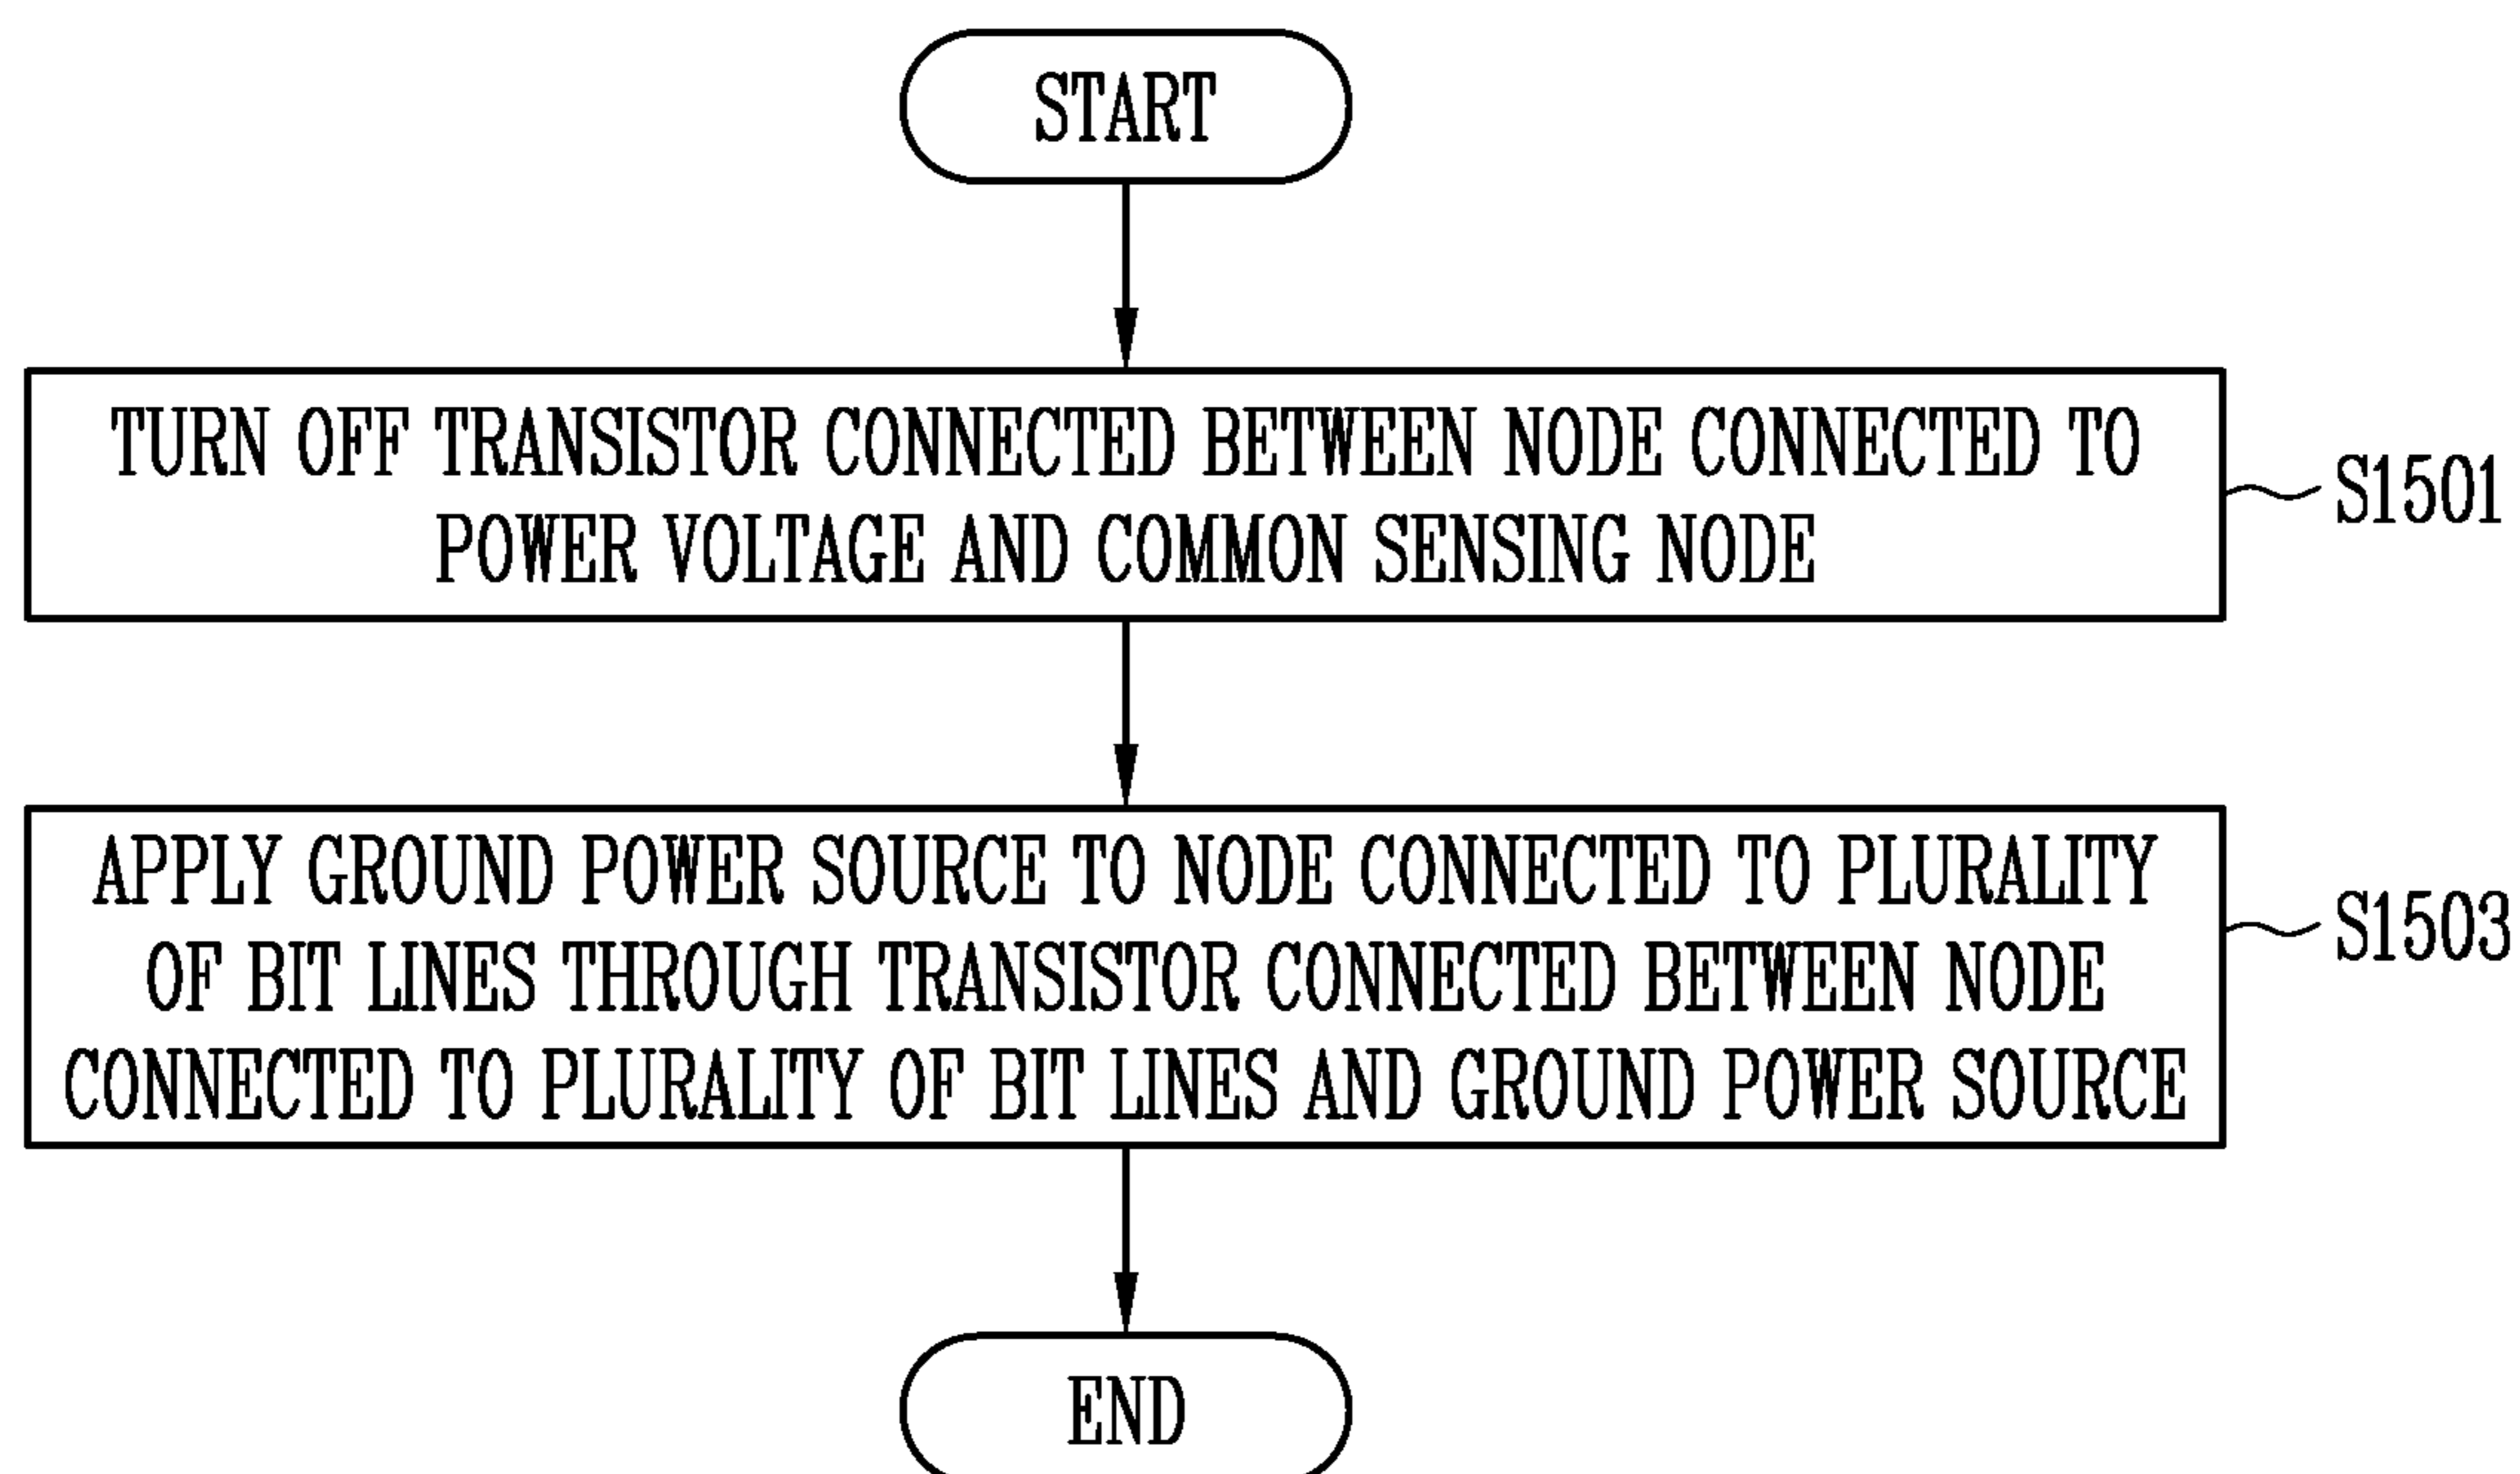 START
TURN OFF TRANSISTOR CONNECTED BETWEEN NODE CONNECTED TO
POWER VOLTAGE AND COMMON SENSING NODE
S1501
APPLY GROUND POWER SOURCE TO NODE CONNECTED TO PLURALITY
OF BIT LINES THROUGH TRANSISTOR CONNECTED BETWEEN NODE
CONNECTED TO PLURALITY OF BIT LINES AND GROUND POWER SOURCE
S1503
END